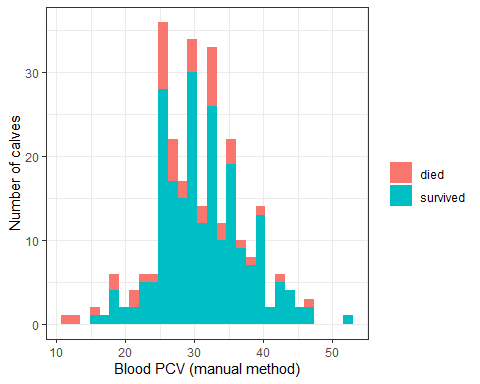 30
20
10
0
Number of calves
10 20 30 40 50
Blood PCV (manual method)
died
survived